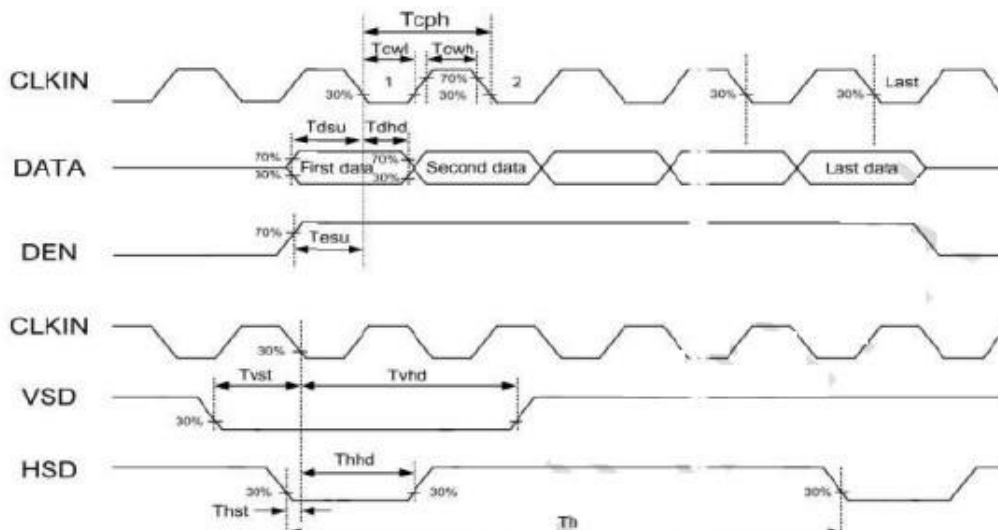 Tcph
Tcwl Tcwh
CLKIN 30% 1 70% 30% 2 30% 30% Last
Tdsu Tdhd
DATA 70% 30% First data 70% 30% Second data Last data
DEN 70% Tesu
CLKIN 30%
Tvst Tvhd
VSD 30%
HSD Thhd
30% 30% 30%
Thst Th